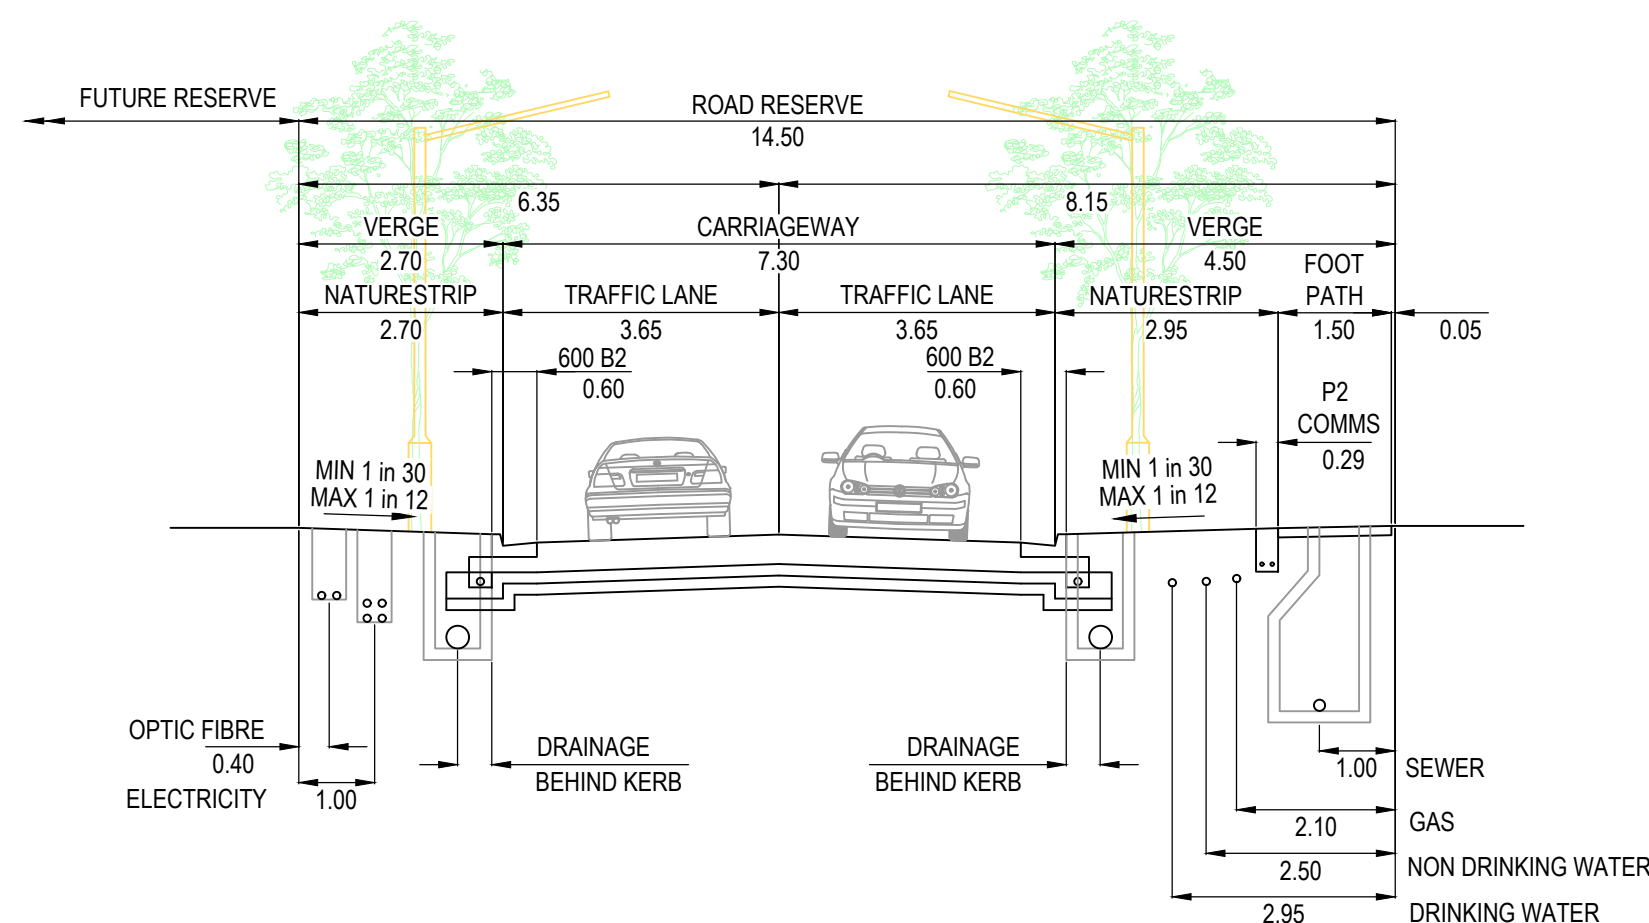 FUTURE RESERVE
ROAD RESERVE
14.50
6.35
8.15
VERGE
2.70
CARRIAGEWAY
7.30
VERGE
4.50
NATURESTRIP
2.70
TRAFFIC LANE
3.65
TRAFFIC LANE
3.65
NATURESTRIP
2.95
FOOT
PATH
1.50
0.05
600 B2
0.60
600 B2
0.60
P2
COMMS
0.29
MIN 1 in 30
MAX 1 in 12
MIN 1 in 30
MAX 1 in 12
OPTIC FIBRE
0.40
ELECTRICITY
1.00
DRAINAGE
BEHIND KERB
DRAINAGE
BEHIND KERB
1.00
SEWER
2.10
GAS
2.50
NON DRINKING WATER
2.95
DRINKING WATER